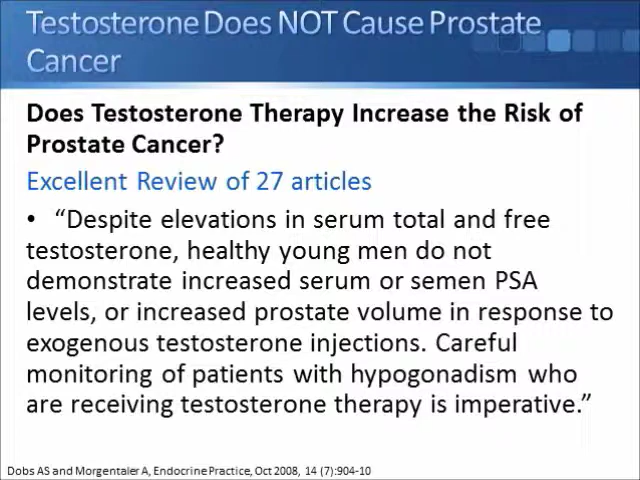 Testosterone Does NOT Cause Prostate
Cancer
Does Testosterone Therapy Increase the Risk of
Prostate Cancer?
Excellent Review of 27 articles
• “Despite elevations in serum total and free
testosterone, healthy young men do not
demonstrate increased serum or semen PSA
levels, or increased prostate volume in response to
exogenous testosterone injections. Careful
monitoring of patients with hypogonadism who
are receiving testosterone therapy is imperative.”
Dobs AS and Morgentaler A, Endocrine Practice, Oct 2008, 14 (7):904-10